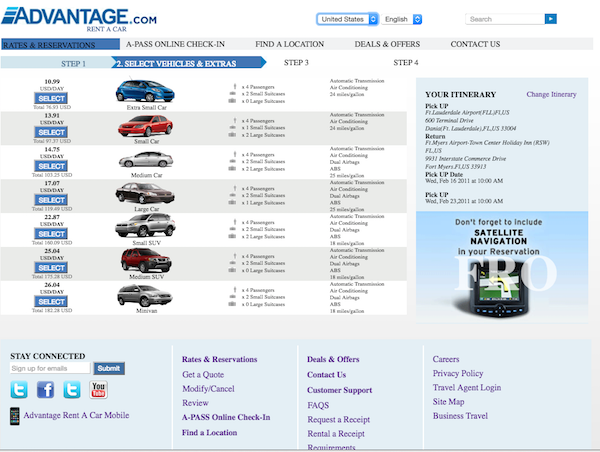 ADVANTAGE.COM
RENT A CAR
United States
English
Search
RATES & RESERVATIONS
A-PASS ONLINE CHECK-IN
FIND A LOCATION
DEALS & OFFERS
CONTACT US
STEP 1
2. SELECT VEHICLES & EXTRAS
STEP 3
STEP 4
10.99
USD/DAY
SELECT
Total 76.93 USD
Extra Small Car
x 4 Passengers
x 2 Small Suitcases
x 0 Large Suitcases
Automatic Transmission
Air Conditioning
26 miles/gallon
13.91
USD/DAY
SELECT
Total 97.37 USD
Small Car
x 4 Passengers
x 1 Small Suitcases
x 2 Large Suitcases
Automatic Transmission
Air Conditioning
26 miles/gallon
14.75
USD/DAY
SELECT
Total 103.25 USD
Medium Car
x 4 Passengers
x 2 Small Suitcases
x 2 Large Suitcases
Automatic Transmission
Air Conditioning
Dual Airbags
ABS
25 miles/gallon
17.07
USD/DAY
SELECT
Total 119.49 USD
Large Car
x 4 Passengers
x 2 Small Suitcases
x 2 Large Suitcases
Automatic Transmission
Air Conditioning
Dual Airbags
ABS
25 miles/gallon
22.87
USD/DAY
SELECT
Total 160.09 USD
Small SUV
x 4 Passengers
x 2 Small Suitcases
x 2 Large Suitcases
Automatic Transmission
Air Conditioning
Dual Airbags
ABS
18 miles/gallon
25.04
USD/DAY
SELECT
Total 175.28 USD
Medium SUV
x 4 Passengers
x 2 Small Suitcases
x 0 Large Suitcases
Automatic Transmission
Air Conditioning
Dual Airbags
ABS
18 miles/gallon
26.04
USD/DAY
SELECT
Total 182.28 USD
Minivan
x 4 Passengers
x 2 Small Suitcases
x 0 Large Suitcases
Automatic Transmission
Air Conditioning
Dual Airbags
ABS
18 miles/gallon
YOUR ITINERARY
Change Itinerary
Pick UP
Ft.Lauderdale Airport(FLL)Fl,US
600 Terminal Drive
Dania(Ft. Lauderdale),FL,US 33004
Return
Ft.Myers Airport-Town Center Holiday Inn (RSW)
FL,US
9931 Interstate Commerce Drive
Fort Myers.FL,US 33913
Pick UP Date
Wed, Feb 16 2011 at 10:00 AM
Pick UP
Wed, Feb 23,2011 at 10:00 AM
Don't forget to include
SATELLITE
NAVIGATION
in your Reservation
FRO
STAY CONNECTED
Sign up for emails
Submit
You
Tube
Advantage Rent A Car Mobile
Rates & Reservations
Get a Quote
Modify/Cancel
Review
A-PASS Online Check-In
Find a Location
Deals & Offers
Contact Us
Customer Support
FAQS
Request a Receipt
Rental a Receipt
Requirements
Careers
Privacy Policy
Travel Agent Login
Site Map
Business Travel